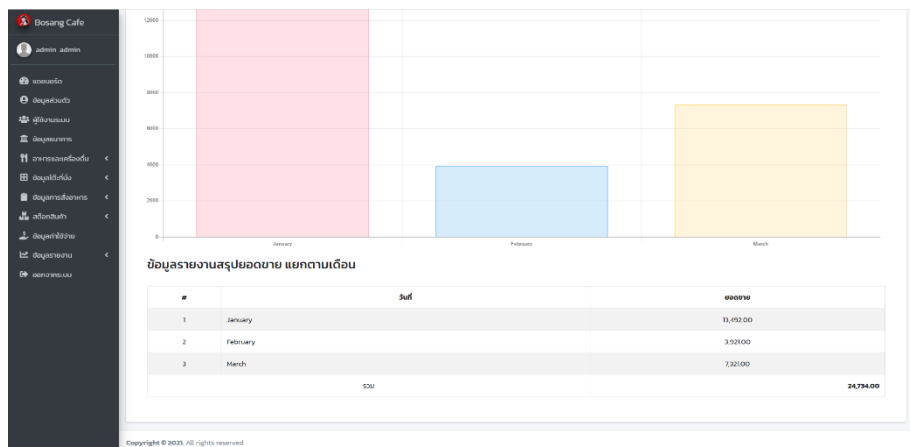 Bosang Cafe
admin admin
แดชบอร์ด
ข้อมูลส่วนตัว
ผู้ใช้งานระบบ
ข้อมูลธนาคาร
อาหารและเครื่องดื่ม
ข้อมูลโต๊ะที่นั่ง
ข้อมูลการสั่งอาหาร
สต๊อกสินค้า
ข้อมูลค่าใช้จ่าย
ข้อมูลรายงาน
ออกจากระบบ
12000
10000
8000
6000
4000
2000
0
January February March
ข้อมูลรายงานสรุปยอดขาย แยกตามเดือน
# วันที่ ยอดขาย
1 January 13,492.00
2 February 3,921.00
3 March 7,321.00
รวม 24,734.00
Copyright © 2021. All rights reserved.